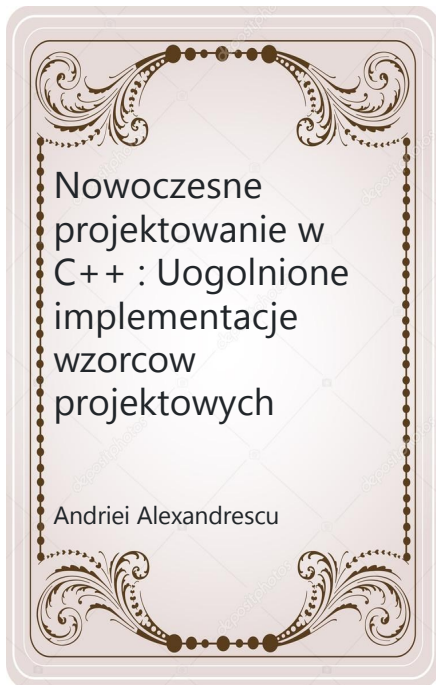 Nowoczesne
projektowanie w
C++ : Uogolnione
implementacje
wzorcow
projektowych
Andriei Alexandrescu